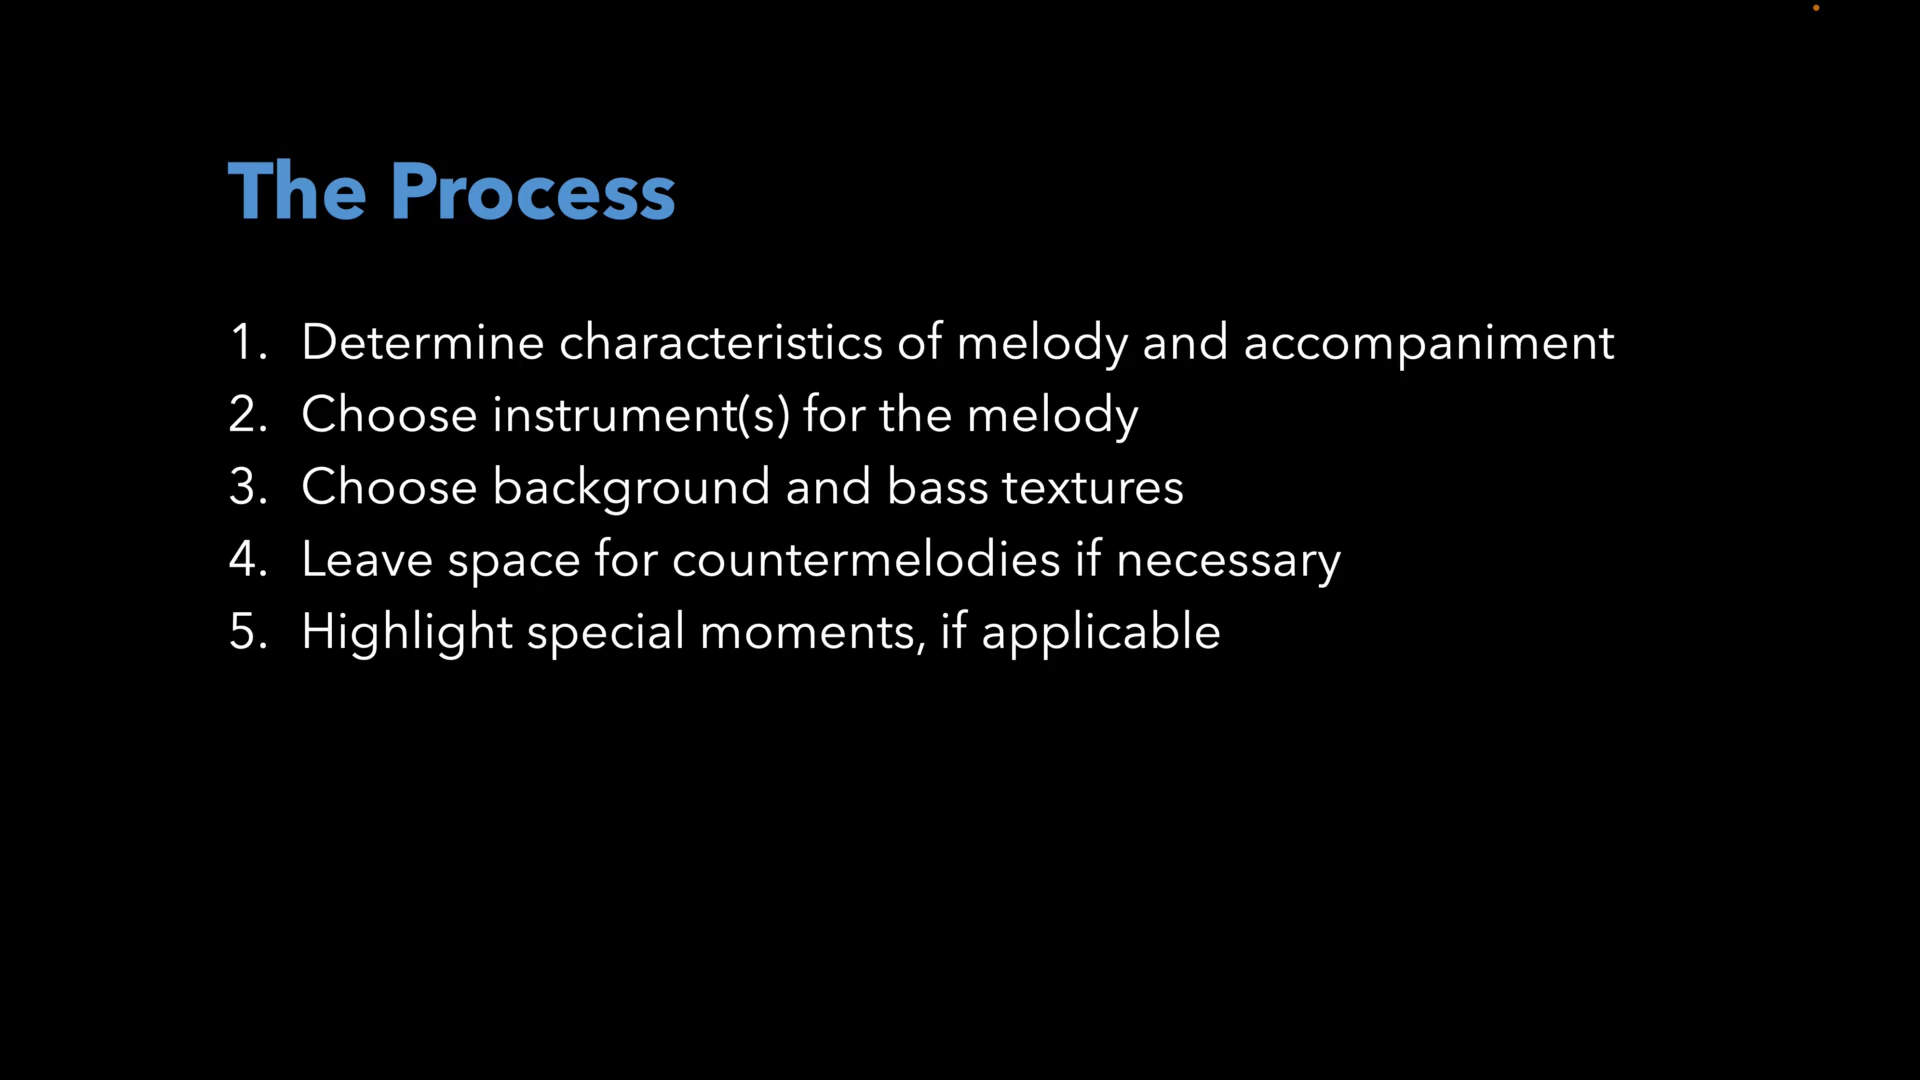 The Process
1. Determine characteristics of melody and accompaniment
2. Choose instrument(s) for the melody
3. Choose background and bass textures
4. Leave space for countermelodies if necessary
5. Highlight special moments, if applicable